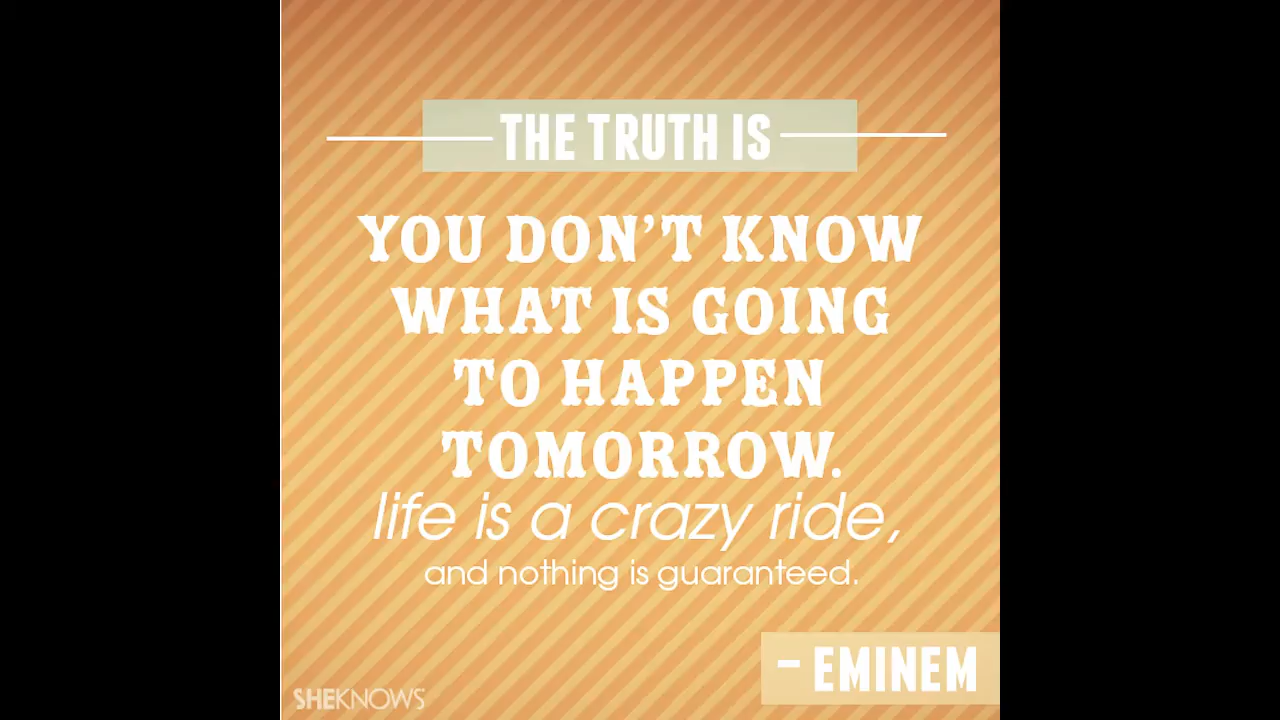 THE TRUTH IS
YOU DON'T KNOW
WHAT IS GOING
TO HAPPEN
TOMORROW.
life is a crazy ride,
and nothing is guaranteed.
– EMINEM
SHEKNOWS